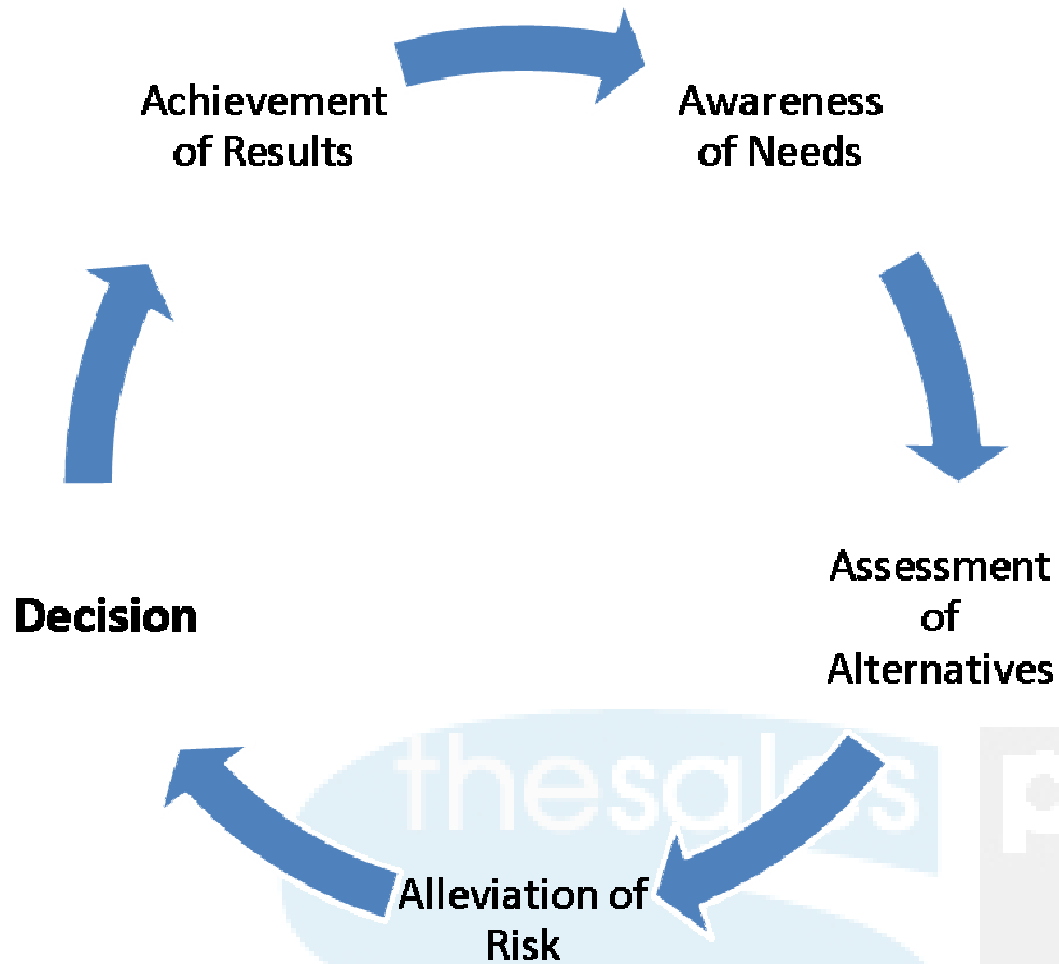 Achievement
of Results
Awareness
of Needs
Assessment
of
Alternatives
Decision
Alleviation of
Risk
thesales p